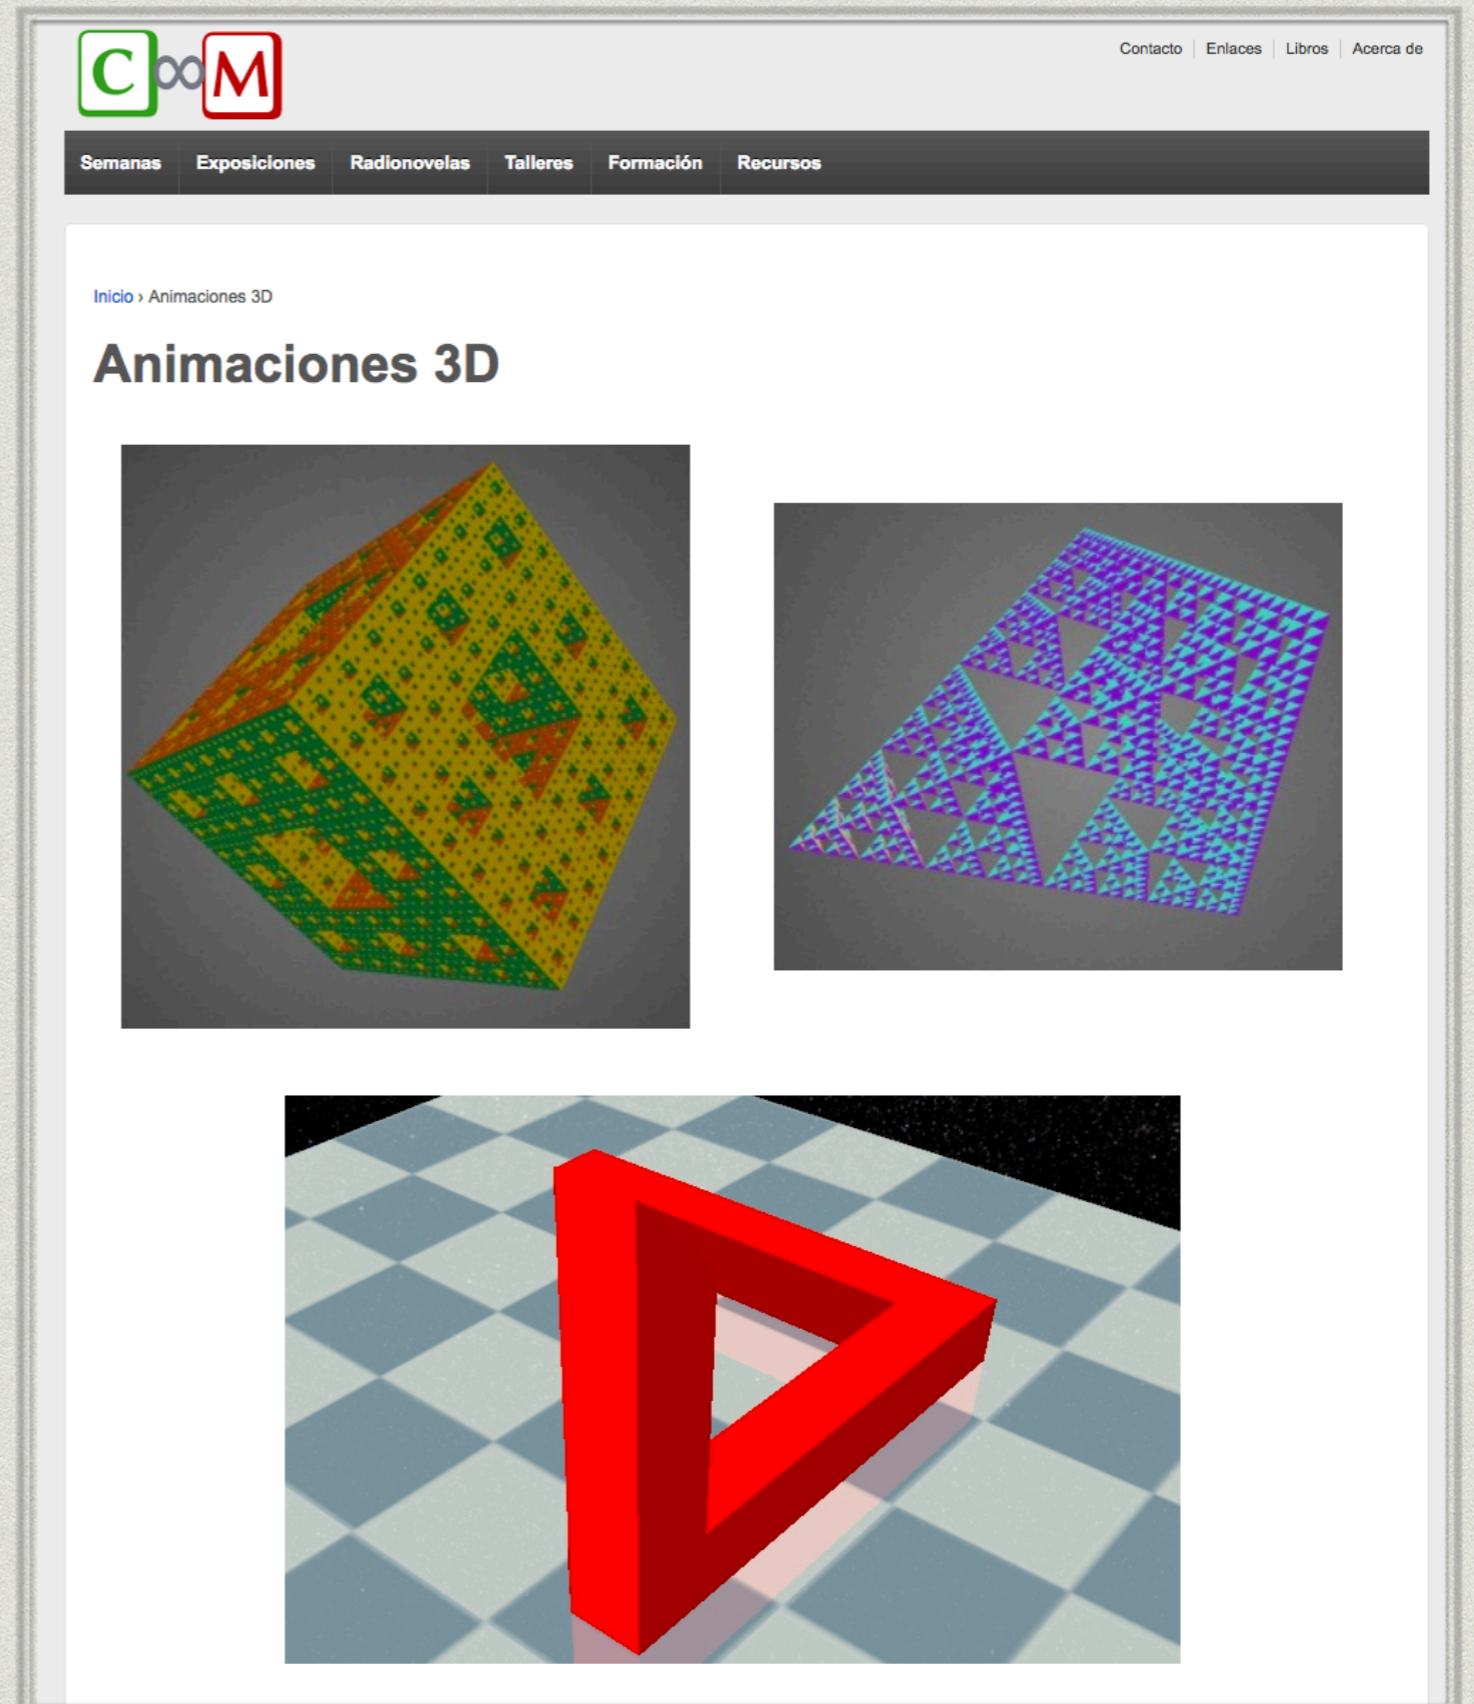 C∞M
Contacto Enlaces Libros Acerca de
Semanas Exposiciones Radionovelas Talleres Formación Recursos
Inicio › Animaciones 3D
Animaciones 3D